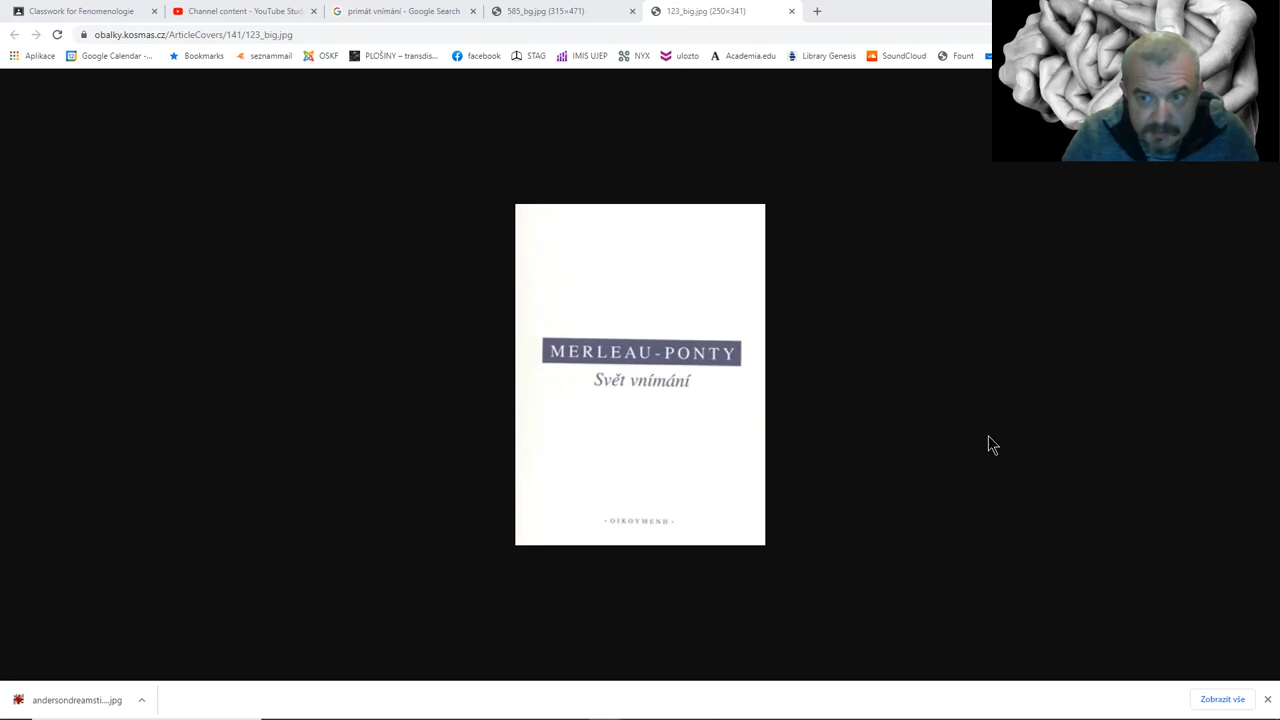 Classwork for Fenomenologie
Channel content - YouTube Stud
primát vnímání - Google Search
585_bg.jpg (315×471)
123_big.jpg (250×341)
obalky.kosmas.cz/ArticleCovers/141/123_big.jpg
Aplikace
Google Calendar -...
Bookmarks
seznammail
OSKF
PLOŠINY – transdis...
facebook
STAG
IMIS UJEP
NYX
ulozto
Academia.edu
Library Genesis
SoundCloud
Fount
MERLEAU-PONTY
Svět vnímání
· OIKOYMENH ·
andersondreamsti....jpg
Zobrazit vše